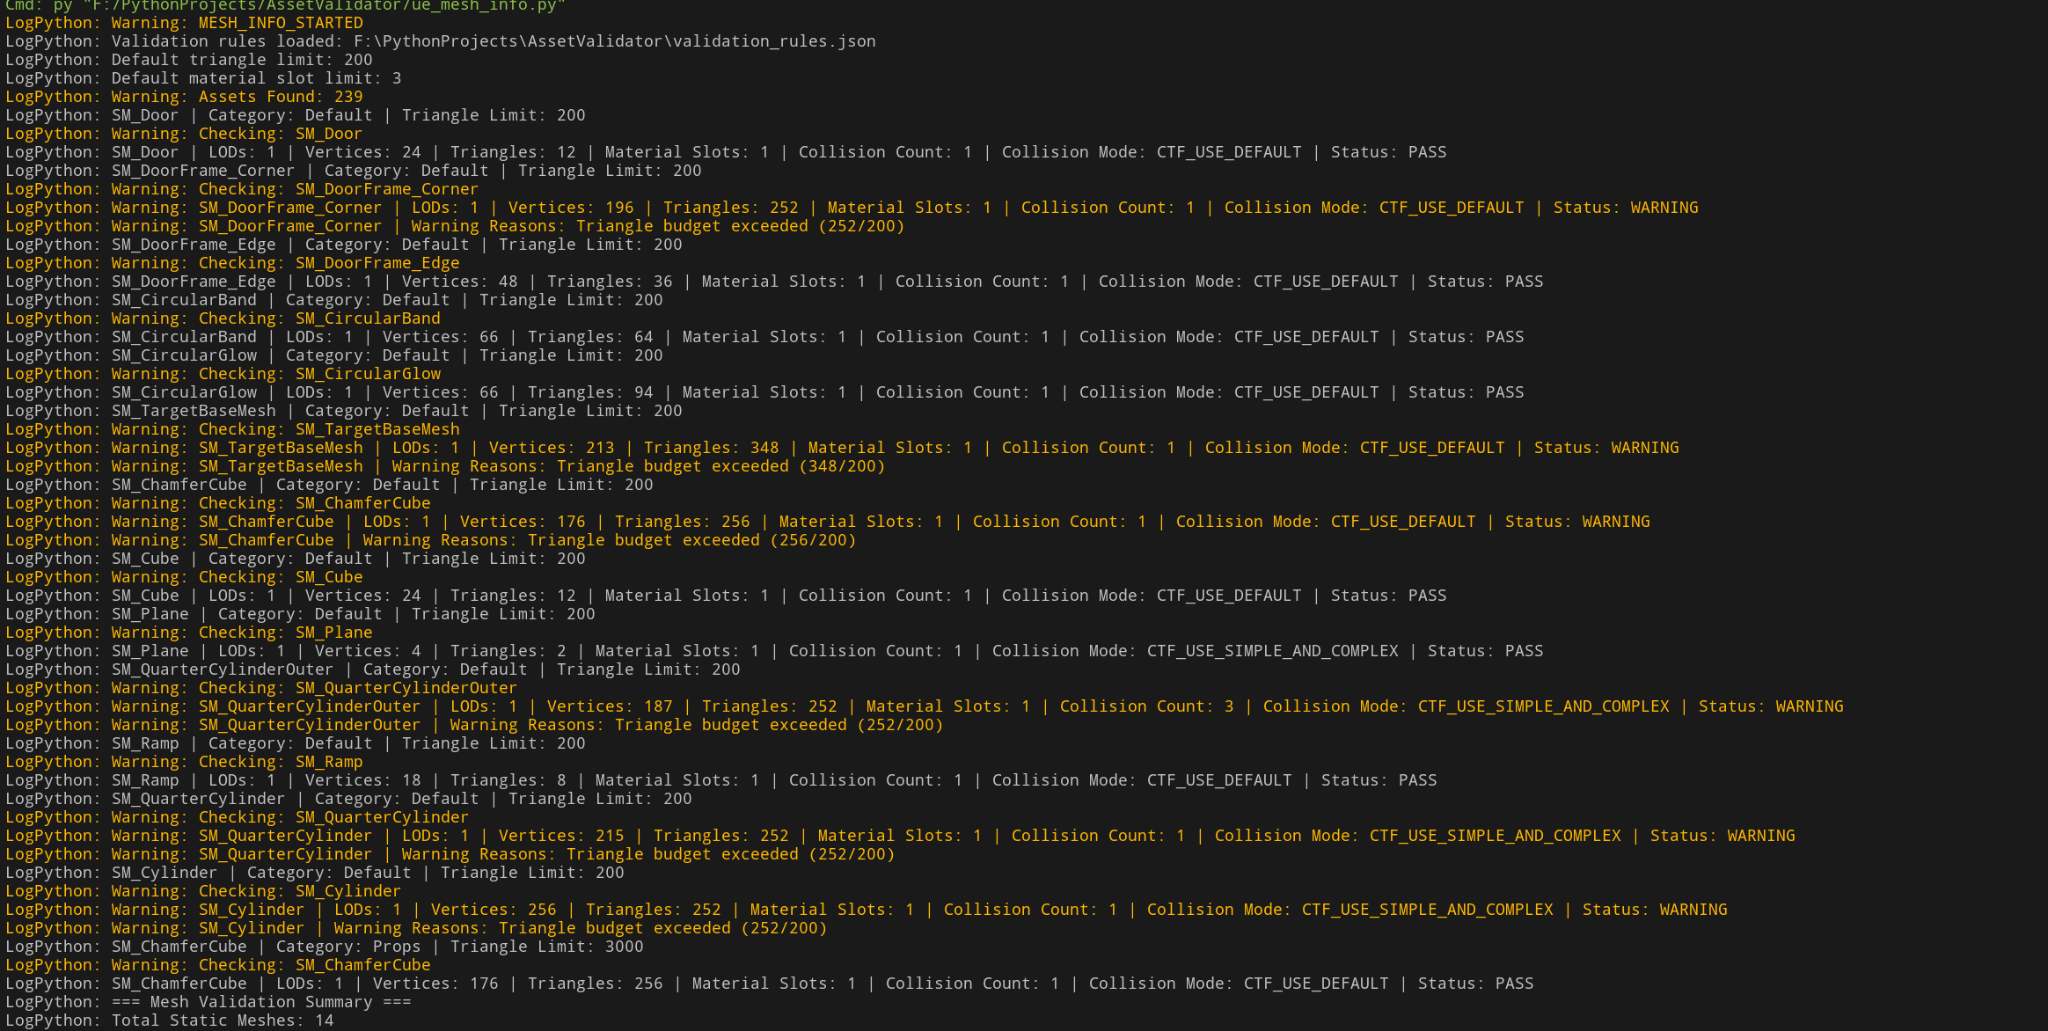 Cmd: py "F:/PythonProjects/AssetValidator/ue_mesh_info.py"
LogPython: Warning: MESH_INFO_STARTED
LogPython: Validation rules loaded: F:\PythonProjects\AssetValidator\validation_rules.json
LogPython: Default triangle limit: 200
LogPython: Default material slot limit: 3
LogPython: Warning: Assets Found: 239
LogPython: SM_Door | Category: Default | Triangle Limit: 200
LogPython: Warning: Checking: SM_Door
LogPython: SM_Door | LODs: 1 | Vertices: 24 | Triangles: 12 | Material Slots: 1 | Collision Count: 1 | Collision Mode: CTF_USE_DEFAULT | Status: PASS
LogPython: SM_DoorFrame_Corner | Category: Default | Triangle Limit: 200
LogPython: Warning: Checking: SM_DoorFrame_Corner
LogPython: Warning: SM_DoorFrame_Corner | LODs: 1 | Vertices: 196 | Triangles: 252 | Material Slots: 1 | Collision Count: 1 | Collision Mode: CTF_USE_DEFAULT | Status: WARNING
LogPython: Warning: SM_DoorFrame_Corner | Warning Reasons: Triangle budget exceeded (252/200)
LogPython: SM_DoorFrame_Edge | Category: Default | Triangle Limit: 200
LogPython: Warning: Checking: SM_DoorFrame_Edge
LogPython: SM_DoorFrame_Edge | LODs: 1 | Vertices: 48 | Triangles: 36 | Material Slots: 1 | Collision Count: 1 | Collision Mode: CTF_USE_DEFAULT | Status: PASS
LogPython: SM_CircularBand | Category: Default | Triangle Limit: 200
LogPython: Warning: Checking: SM_CircularBand
LogPython: SM_CircularBand | LODs: 1 | Vertices: 66 | Triangles: 64 | Material Slots: 1 | Collision Count: 1 | Collision Mode: CTF_USE_DEFAULT | Status: PASS
LogPython: SM_CircularGlow | Category: Default | Triangle Limit: 200
LogPython: Warning: Checking: SM_CircularGlow
LogPython: SM_CircularGlow | LODs: 1 | Vertices: 66 | Triangles: 94 | Material Slots: 1 | Collision Count: 1 | Collision Mode: CTF_USE_DEFAULT | Status: PASS
LogPython: SM_TargetBaseMesh | Category: Default | Triangle Limit: 200
LogPython: Warning: Checking: SM_TargetBaseMesh
LogPython: Warning: SM_TargetBaseMesh | LODs: 1 | Vertices: 213 | Triangles: 348 | Material Slots: 1 | Collision Count: 1 | Collision Mode: CTF_USE_DEFAULT | Status: WARNING
LogPython: Warning: SM_TargetBaseMesh | Warning Reasons: Triangle budget exceeded (348/200)
LogPython: SM_ChamferCube | Category: Default | Triangle Limit: 200
LogPython: Warning: Checking: SM_ChamferCube
LogPython: Warning: SM_ChamferCube | LODs: 1 | Vertices: 176 | Triangles: 256 | Material Slots: 1 | Collision Count: 1 | Collision Mode: CTF_USE_DEFAULT | Status: WARNING
LogPython: Warning: SM_ChamferCube | Warning Reasons: Triangle budget exceeded (256/200)
LogPython: SM_Cube | Category: Default | Triangle Limit: 200
LogPython: Warning: Checking: SM_Cube
LogPython: SM_Cube | LODs: 1 | Vertices: 24 | Triangles: 12 | Material Slots: 1 | Collision Count: 1 | Collision Mode: CTF_USE_DEFAULT | Status: PASS
LogPython: SM_Plane | Category: Default | Triangle Limit: 200
LogPython: Warning: Checking: SM_Plane
LogPython: SM_Plane | LODs: 1 | Vertices: 4 | Triangles: 2 | Material Slots: 1 | Collision Count: 1 | Collision Mode: CTF_USE_SIMPLE_AND_COMPLEX | Status: PASS
LogPython: SM_QuarterCylinderOuter | Category: Default | Triangle Limit: 200
LogPython: Warning: Checking: SM_QuarterCylinderOuter
LogPython: Warning: SM_QuarterCylinderOuter | LODs: 1 | Vertices: 187 | Triangles: 252 | Material Slots: 1 | Collision Count: 3 | Collision Mode: CTF_USE_SIMPLE_AND_COMPLEX | Status: WARNING
LogPython: Warning: SM_QuarterCylinderOuter | Warning Reasons: Triangle budget exceeded (252/200)
LogPython: SM_Ramp | Category: Default | Triangle Limit: 200
LogPython: Warning: Checking: SM_Ramp
LogPython: SM_Ramp | LODs: 1 | Vertices: 18 | Triangles: 8 | Material Slots: 1 | Collision Count: 1 | Collision Mode: CTF_USE_DEFAULT | Status: PASS
LogPython: SM_QuarterCylinder | Category: Default | Triangle Limit: 200
LogPython: Warning: Checking: SM_QuarterCylinder
LogPython: Warning: SM_QuarterCylinder | LODs: 1 | Vertices: 215 | Triangles: 252 | Material Slots: 1 | Collision Count: 1 | Collision Mode: CTF_USE_SIMPLE_AND_COMPLEX | Status: WARNING
LogPython: Warning: SM_QuarterCylinder | Warning Reasons: Triangle budget exceeded (252/200)
LogPython: SM_Cylinder | Category: Default | Triangle Limit: 200
LogPython: Warning: Checking: SM_Cylinder
LogPython: Warning: SM_Cylinder | LODs: 1 | Vertices: 256 | Triangles: 252 | Material Slots: 1 | Collision Count: 1 | Collision Mode: CTF_USE_SIMPLE_AND_COMPLEX | Status: WARNING
LogPython: Warning: SM_Cylinder | Warning Reasons: Triangle budget exceeded (252/200)
LogPython: SM_ChamferCube | Category: Props | Triangle Limit: 3000
LogPython: Warning: Checking: SM_ChamferCube
LogPython: SM_ChamferCube | LODs: 1 | Vertices: 176 | Triangles: 256 | Material Slots: 1 | Collision Count: 1 | Collision Mode: CTF_USE_DEFAULT | Status: PASS
LogPython: === Mesh Validation Summary ===
LogPython: Total Static Meshes: 14